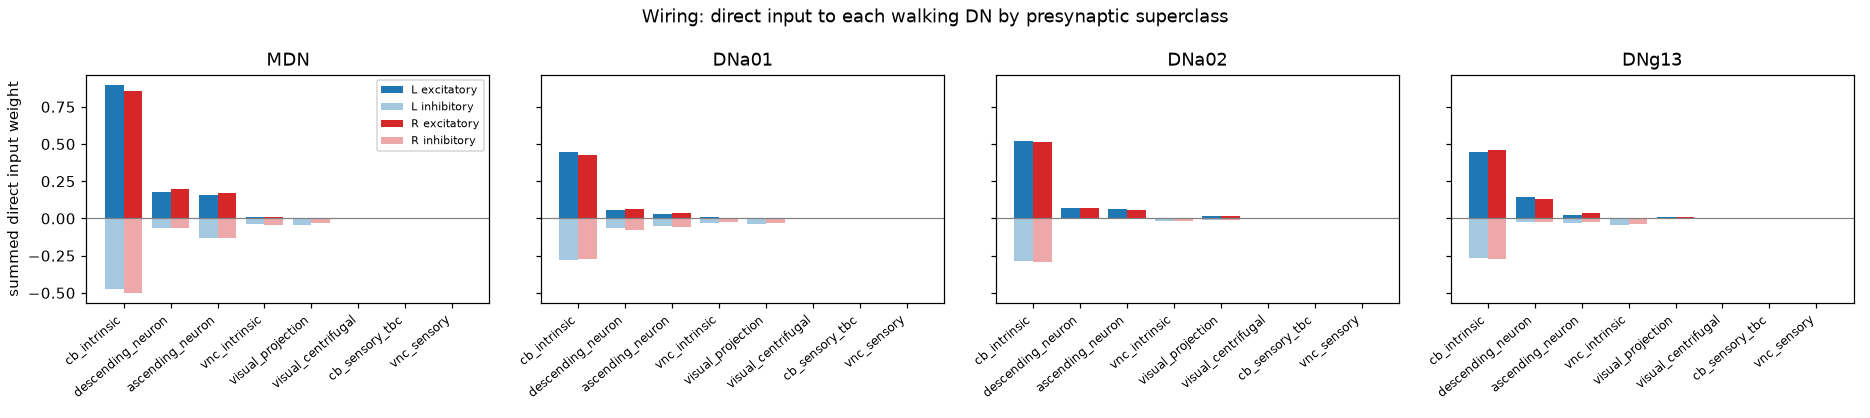 Wiring: direct input to each walking DN by presynaptic superclass
MDN
DNa01
DNa02
DNg13
summed direct input weight
0.75
0.50
0.25
0.00
−0.25
−0.50
L excitatory
L inhibitory
R excitatory
R inhibitory
cb_intrinsic
descending_neuron
ascending_neuron
vnc_intrinsic
visual_projection
visual_centrifugal
cb_sensory_tbc
vnc_sensory
cb_intrinsic
descending_neuron
ascending_neuron
vnc_intrinsic
visual_projection
visual_centrifugal
cb_sensory_tbc
vnc_sensory
cb_intrinsic
descending_neuron
ascending_neuron
vnc_intrinsic
visual_projection
visual_centrifugal
cb_sensory_tbc
vnc_sensory
cb_intrinsic
descending_neuron
ascending_neuron
vnc_intrinsic
visual_projection
visual_centrifugal
cb_sensory_tbc
vnc_sensory